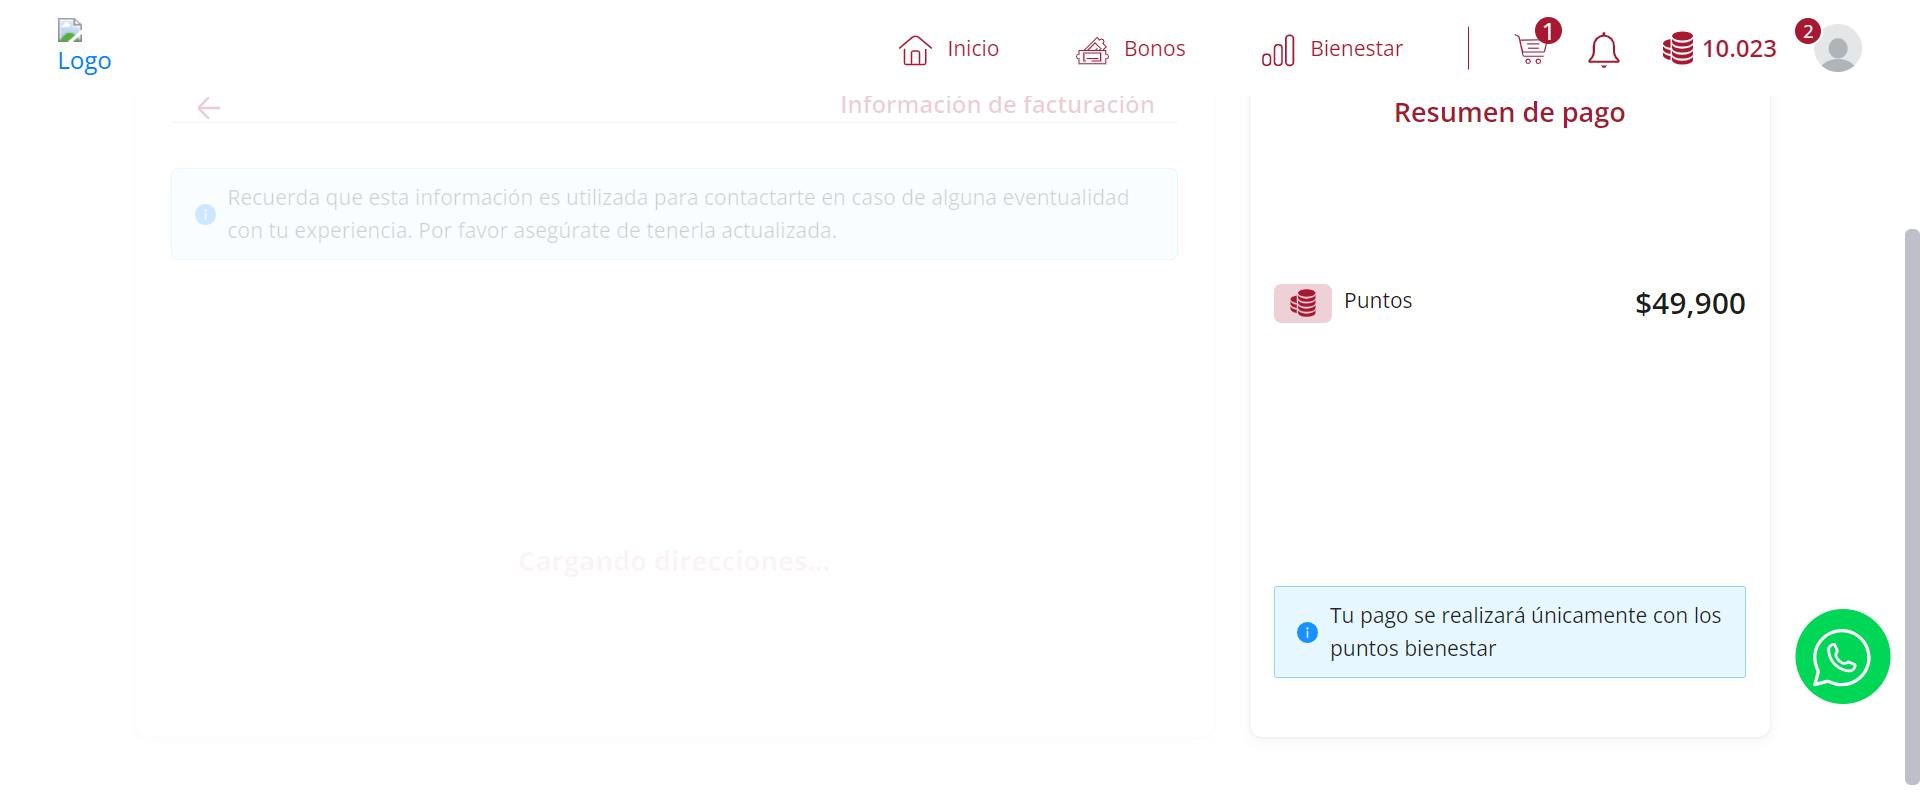 Logo
Inicio
Bonos
Bienestar
1
10.023
2
Información de facturación
Recuerda que esta información es utilizada para contactarte en caso de alguna eventualidad
con tu experiencia. Por favor asegúrate de tenerla actualizada.
Cargando direcciones...
Resumen de pago
Puntos
$49,900
Tu pago se realizará únicamente con los
puntos bienestar